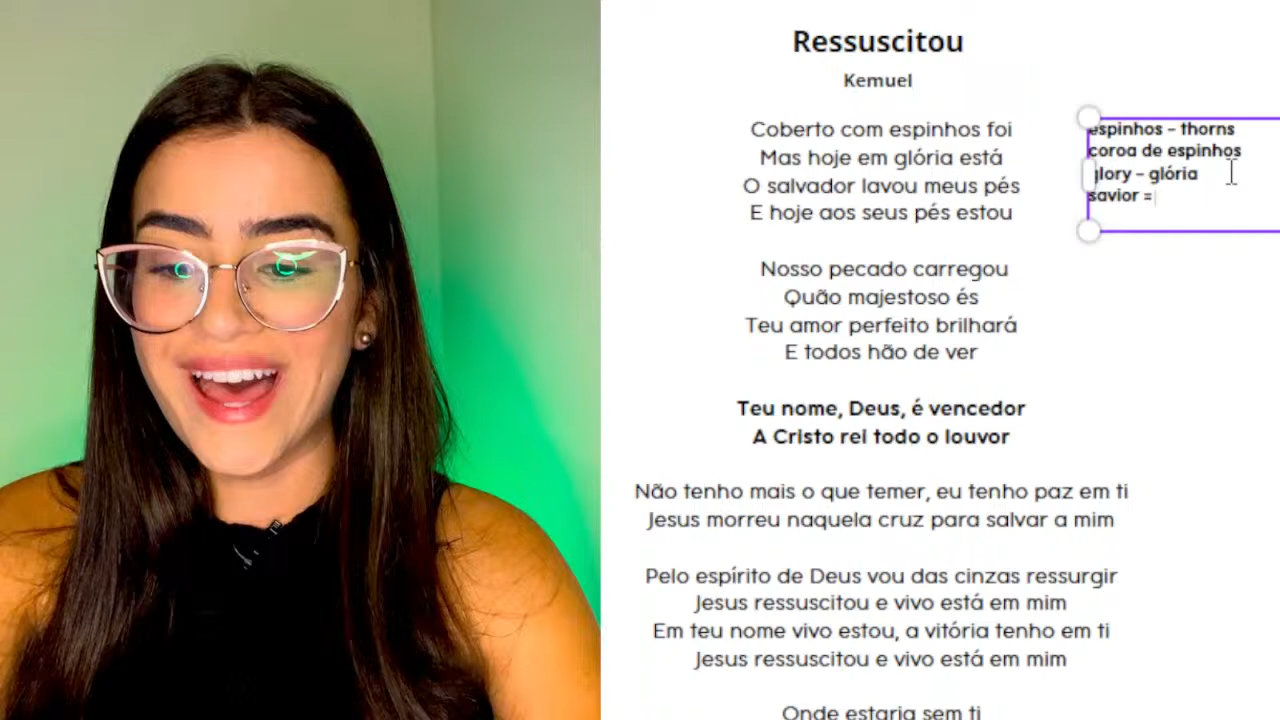 Ressuscitou
Kemuel
Coberto com espinhos foi
Mas hoje em glória está
O salvador lavou meus pés
E hoje aos seus pés estou
Nosso pecado carregou
Quão majestoso és
Teu amor perfeito brilhará
E todos hão de ver
Teu nome, Deus, é vencedor
A Cristo rei todo o louvor
Não tenho mais o que temer, eu tenho paz em ti
Jesus morreu naquela cruz para salvar a mim
Pelo espírito de Deus vou das cinzas ressurgir
Jesus ressuscitou e vivo está em mim
Em teu nome vivo estou, a vitória tenho em ti
Jesus ressuscitou e vivo está em mim
Onde estaria sem ti
espinhos - thorns
coroa de espinhos
glory - glória
savior =